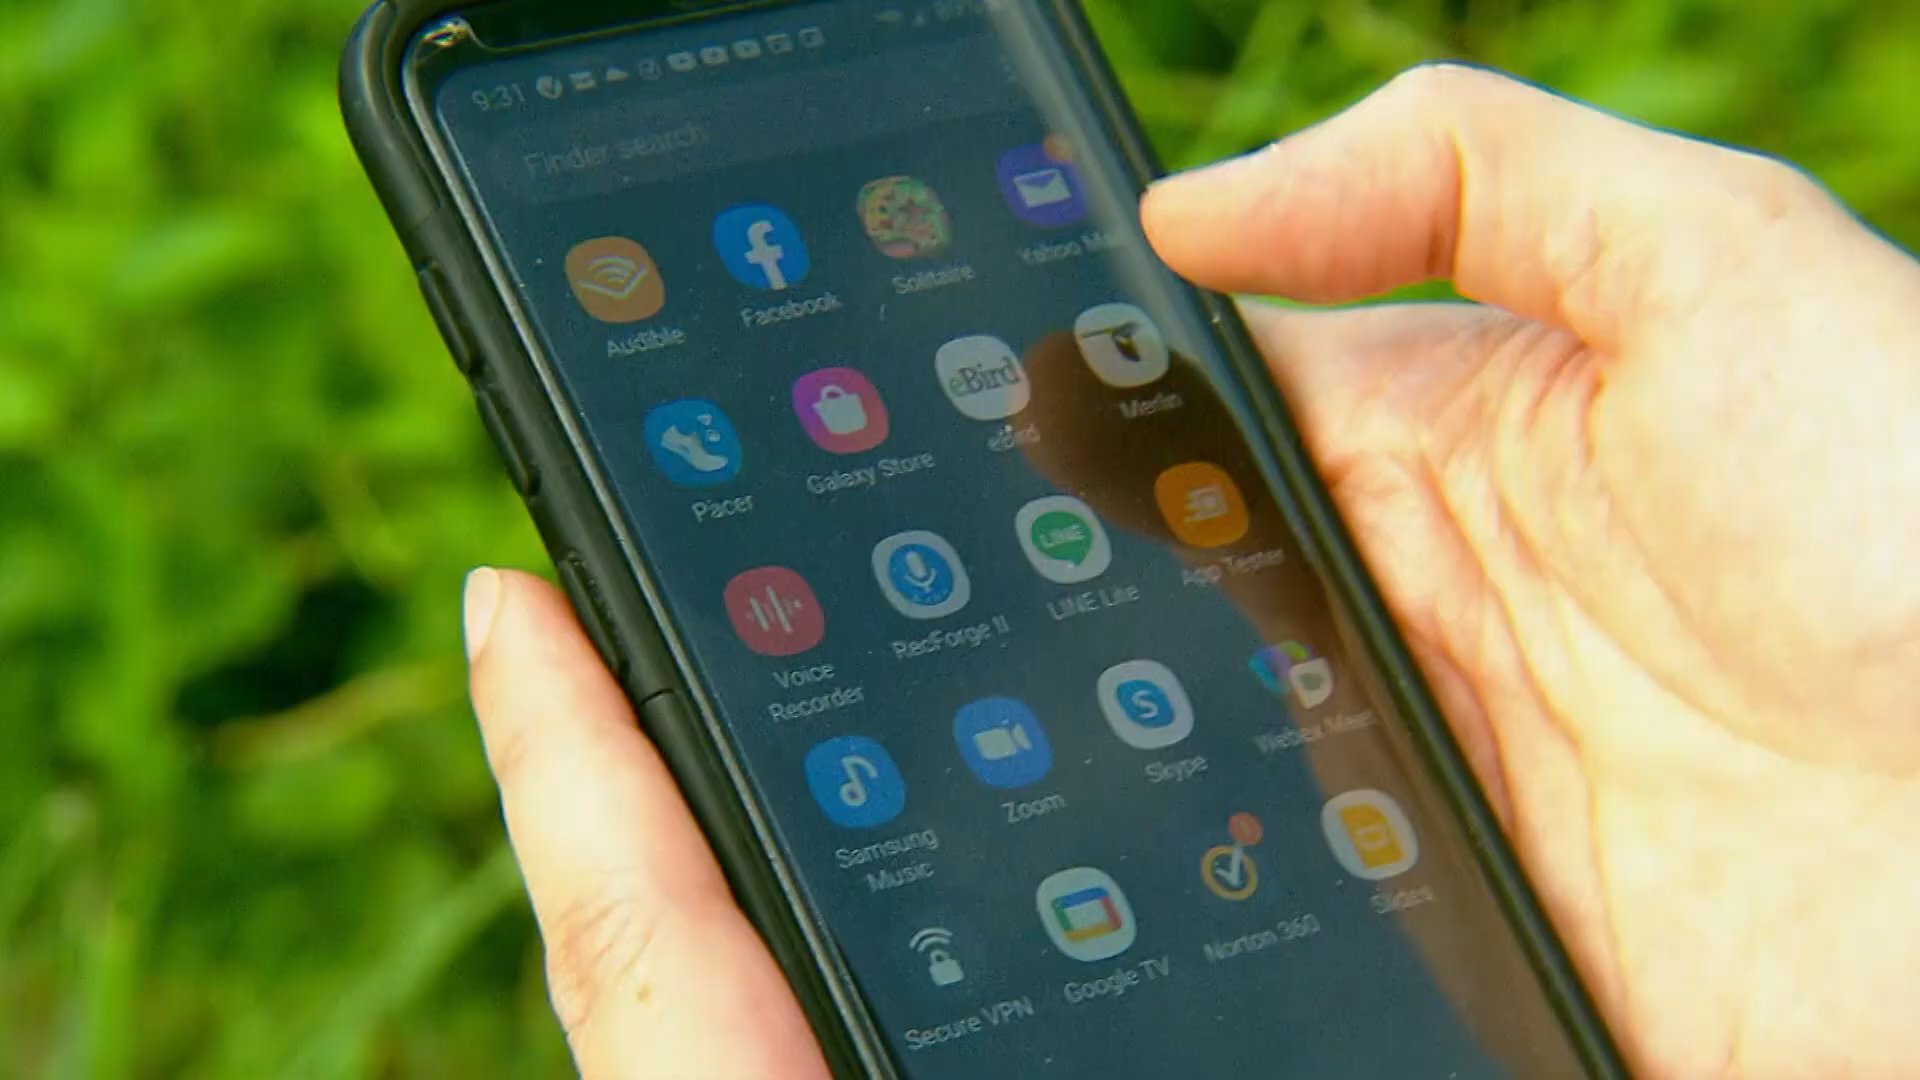 9:31
Finder search
Audible
Facebook
Solitaire
Yahoo
Pacer
Galaxy Store
eBird
eBird
Merlin
Voice
Recorder
RecForge II
LINE
LINE Lite
App Tester
Samsung
Music
Zoom
S
Skype
Webex Meet
Secure VPN
Google TV
Norton 360
Slides